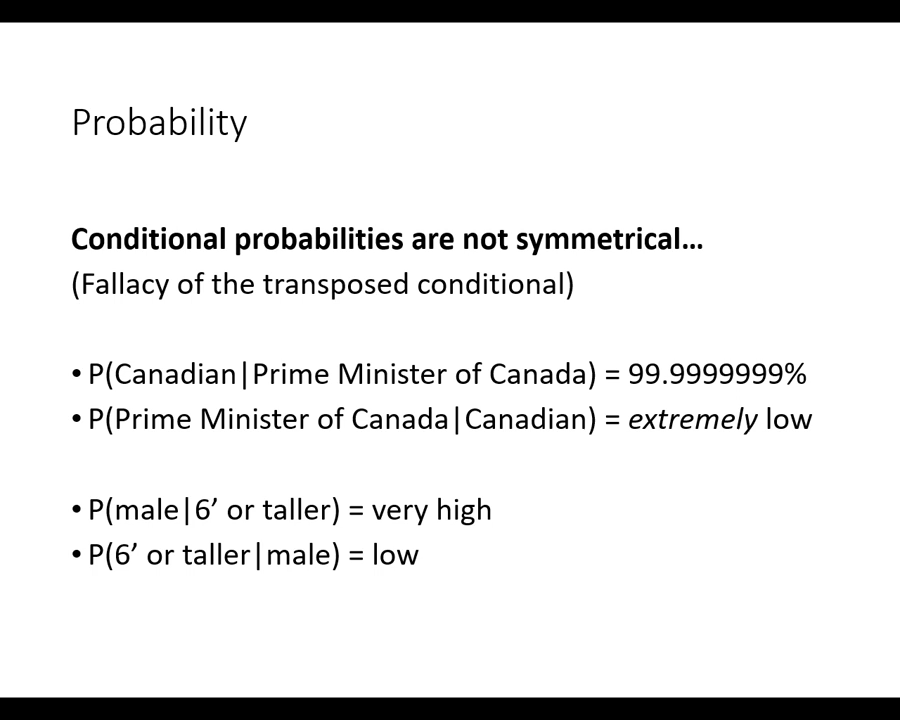 Probability
Conditional probabilities are not symmetrical…
(Fallacy of the transposed conditional)
• P(Canadian|Prime Minister of Canada) = 99.9999999%
• P(Prime Minister of Canada|Canadian) = extremely low
• P(male|6’ or taller) = very high
• P(6’ or taller|male) = low